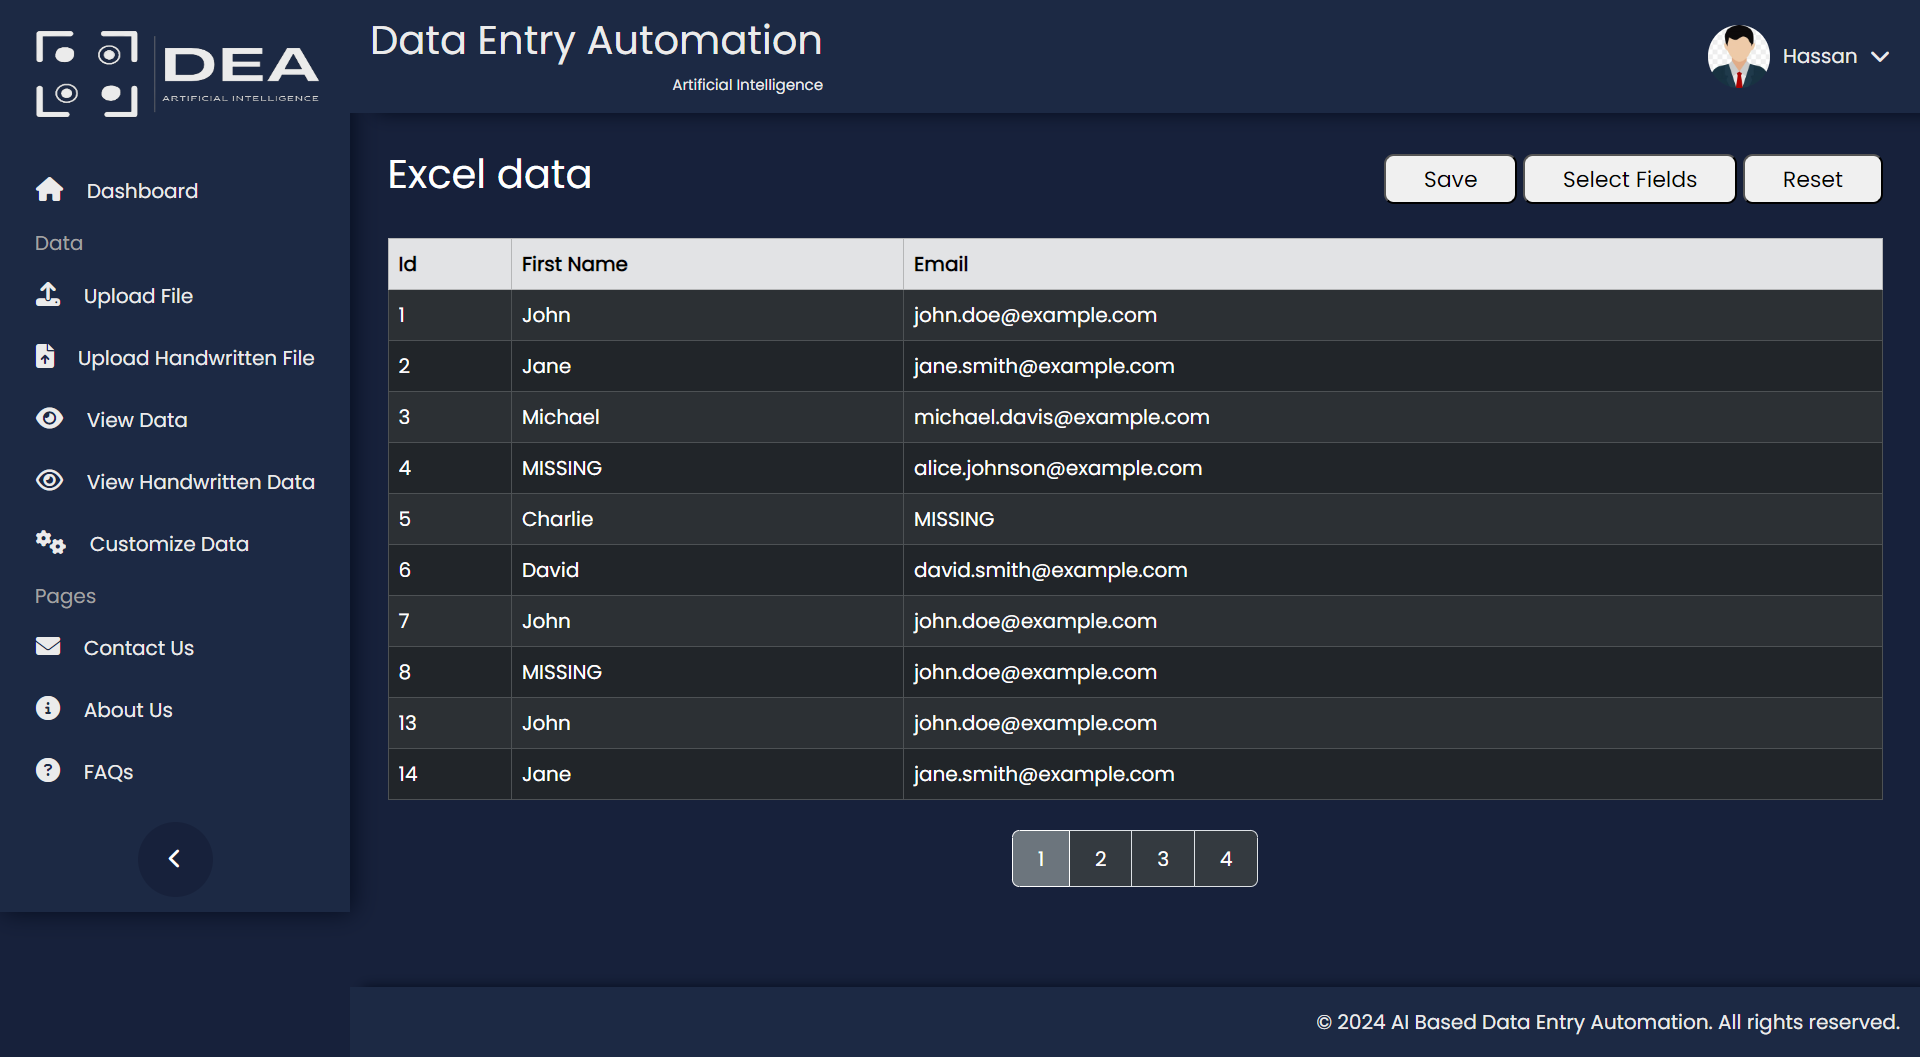 DEA
ARTIFICIAL INTELLIGENCE
Data Entry Automation
Artificial Intelligence
Hassan
Dashboard
Data
Upload File
Upload Handwritten File
View Data
View Handwritten Data
Customize Data
Pages
Contact Us
About Us
FAQs
Excel data
Save Select Fields Reset
Id First Name Email
1 John john.doe@example.com
2 Jane jane.smith@example.com
3 Michael michael.davis@example.com
4 MISSING alice.johnson@example.com
5 Charlie MISSING
6 David david.smith@example.com
7 John john.doe@example.com
8 MISSING john.doe@example.com
13 John john.doe@example.com
14 Jane jane.smith@example.com
1 2 3 4
© 2024 AI Based Data Entry Automation. All rights reserved.